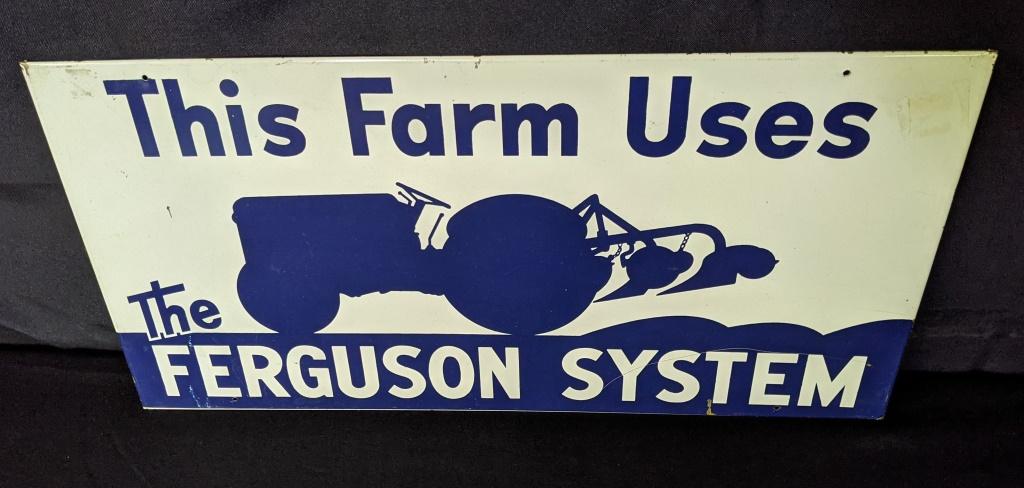 This Farm Uses
The
FERGUSON SYSTEM